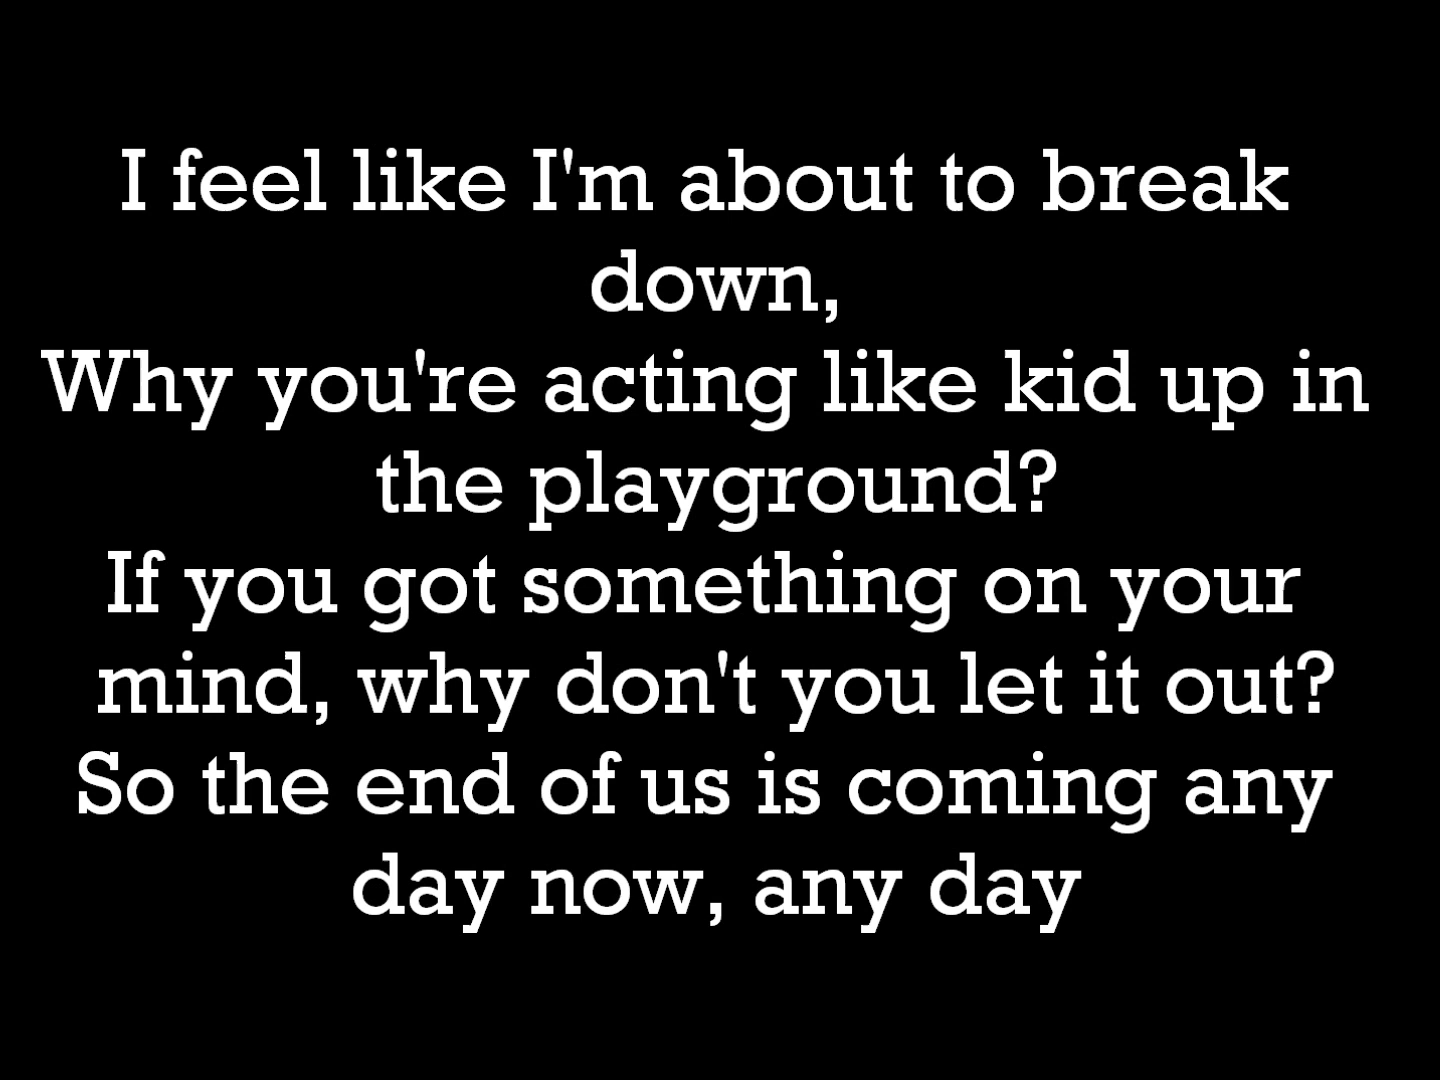 I feel like I'm about to break
down,
Why you're acting like kid up in
the playground?
If you got something on your
mind, why don't you let it out?
So the end of us is coming any
day now, any day